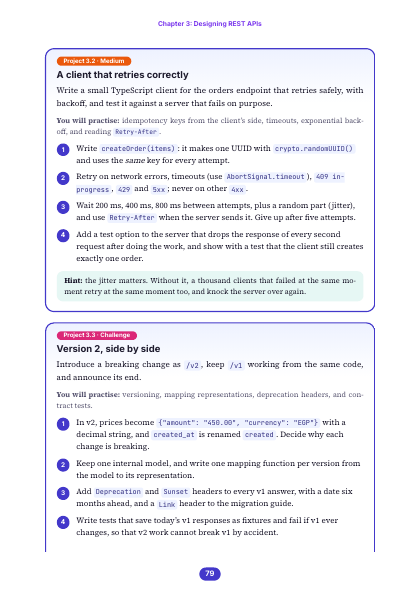 Chapter 3: Designing REST APIs
Project 3.2 · Medium
A client that retries correctly
Write a small TypeScript client for the orders endpoint that retries safely, with
backoff, and test it against a server that fails on purpose.
You will practise: idempotency keys from the client's side, timeouts, exponential back-
off, and reading Retry-After.
1 Write createOrder(items): it makes one UUID with crypto.randomUUID()
and uses the same key for every attempt.
2 Retry on network errors, timeouts (use AbortSignal.timeout), 409 in-
progress, 429 and 5xx; never on other 4xx.
3 Wait 200 ms, 400 ms, 800 ms between attempts, plus a random part (jitter),
and use Retry-After when the server sends it. Give up after five attempts.
4 Add a test option to the server that drops the response of every second
request after doing the work, and show with a test that the client still creates
exactly one order.
Hint: the jitter matters. Without it, a thousand clients that failed at the same mo-
ment retry at the same moment too, and knock the server over again.
Project 3.3 · Challenge
Version 2, side by side
Introduce a breaking change as /v2, keep /v1 working from the same code,
and announce its end.
You will practise: versioning, mapping representations, deprecation headers, and con-
tract tests.
1 In v2, prices become {"amount": "450.00", "currency": "EGP"} with a
decimal string, and created_at is renamed created. Decide why each
change is breaking.
2 Keep one internal model, and write one mapping function per version from
the model to its representation.
3 Add Deprecation and Sunset headers to every v1 answer, with a date six
months ahead, and a Link header to the migration guide.
4 Write tests that save today's v1 responses as fixtures and fail if v1 ever
changes, so that v2 work cannot break v1 by accident.
79